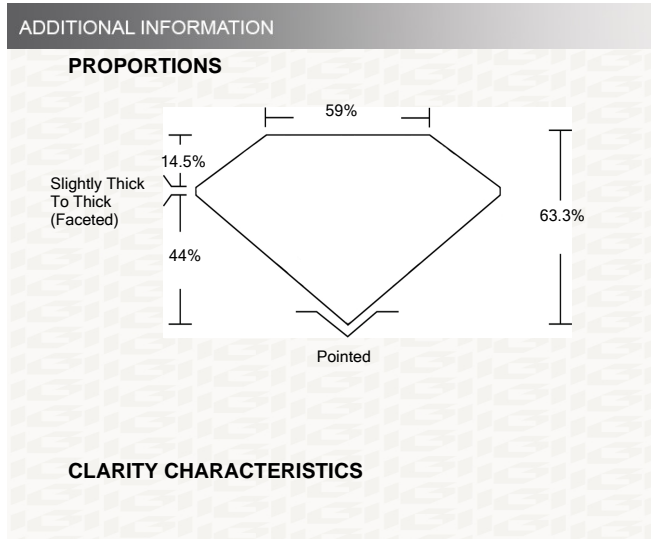 ADDITIONAL INFORMATION
PROPORTIONS
59%
14.5%
Slightly Thick
To Thick
(Faceted)
63.3%
44%
Pointed
CLARITY CHARACTERISTICS